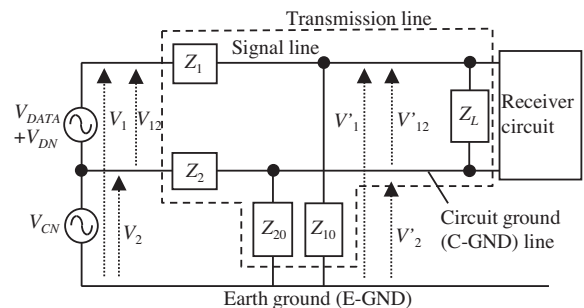 Transmission line
Signal line
Z1
V_DATA
+V_DN
V1
V12
V'1
V'12
ZL
Receiver
circuit
Z2
V_CN
V2
Z20
Z10
V'2
Circuit ground
(C-GND) line
Earth ground (E-GND)